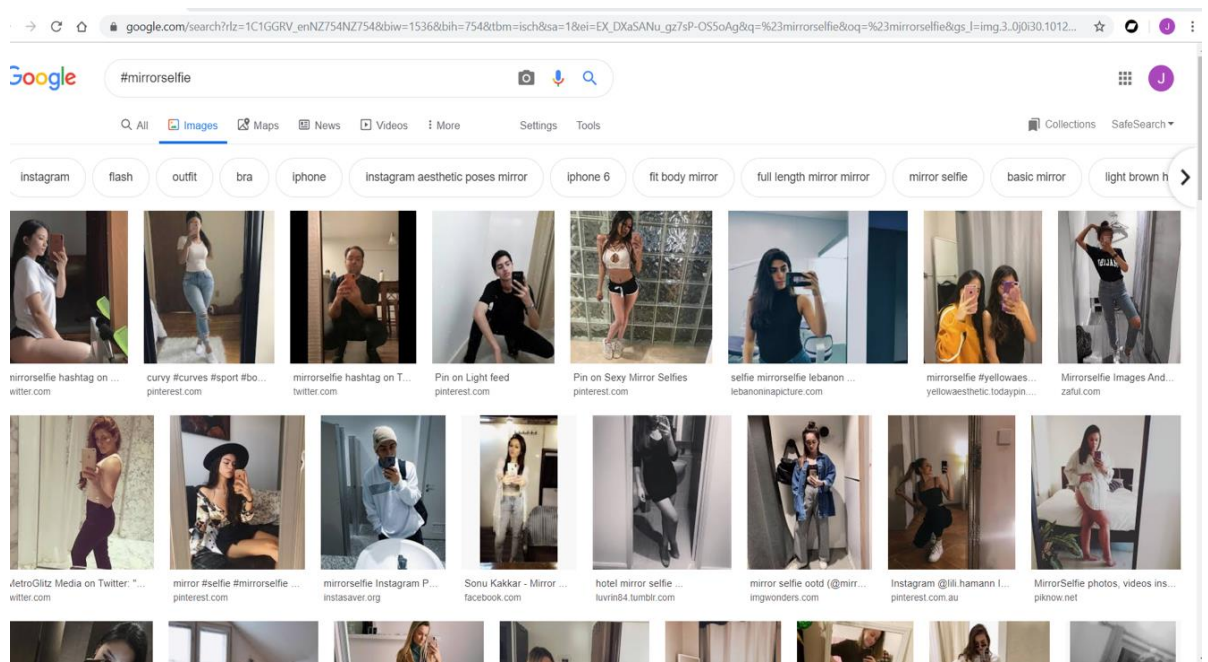 google.com/search?rlz=1C1GGRV_enNZ754NZ754&biw=1536&bih=754&tbm=isch&sa=1&ei=EX_DXaSANu_gz7sP-OS5oAg&q=%23mirrorselfie&oq=%23mirrorselfie&gs_l=img.3..0j0i30.1012...
J
Google
#mirrorselfie
J
All Images Maps News Videos More Settings Tools Collections SafeSearch
instagram flash outfit bra iphone instagram aesthetic poses mirror iphone 6 fit body mirror full length mirror mirror mirror selfie basic mirror light brown h
mirrorselfie hashtag on ... curvy #curves #sport #bo... mirrorselfie hashtag on T... Pin on Light feed Pin on Sexy Mirror Selfies selfie mirrorselfie lebanon ... mirrorselfie #yellowaes... Mirrorselfie Images And...
witter.com pinterest.com twitter.com pinterest.com pinterest.com lebanoninapicture.com yellowaesthetic.todaypin.... zaful.com
MetroGlitz Media on Twitter: "... mirror #selfie #mirrorselfie ... mirrorselfie Instagram P... Sonu Kakkar - Mirror ... hotel mirror selfie ... mirror selfie ootd (@mirr... Instagram @lili.hamann I... MirrorSelfie photos, videos ins...
witter.com pinterest.com instasaver.org facebook.com luvrin84.tumblr.com imgwonders.com pinterest.com.au piknow.net